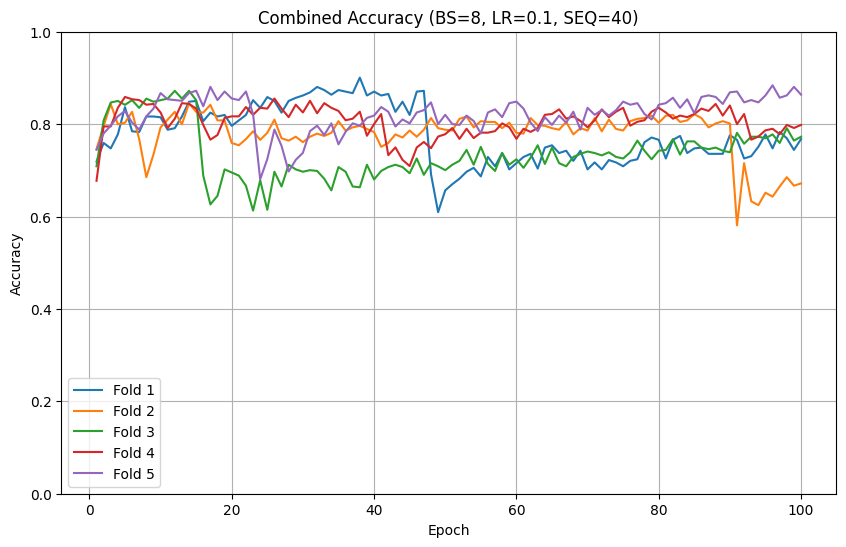 Combined Accuracy (BS=8, LR=0.1, SEQ=40)
Accuracy
1.0
0.8
0.6
0.4
0.2
0.0
Fold 1
Fold 2
Fold 3
Fold 4
Fold 5
0 20 40 60 80 100
Epoch